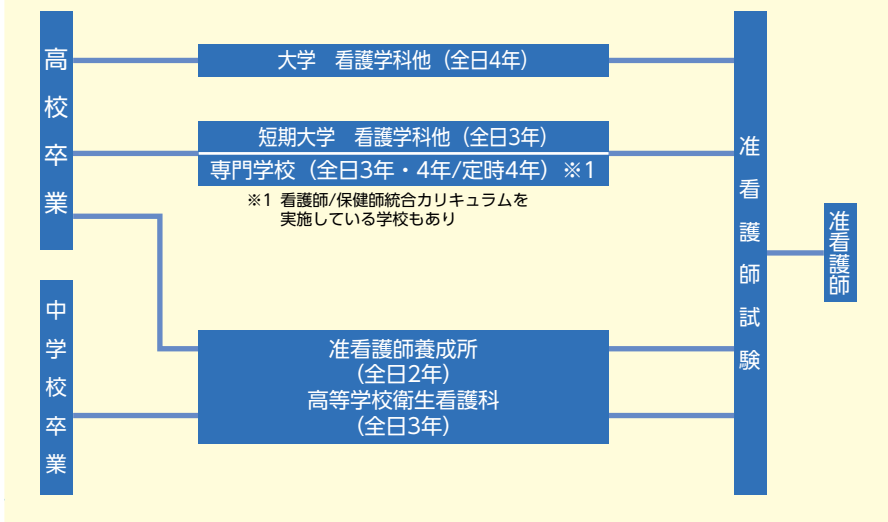 高校卒業
大学　看護学科他（全日4年）
短期大学　看護学科他（全日3年）
専門学校（全日3年・4年/定時4年）※1
※1 看護師/保健師統合カリキュラムを
実施している学校もあり
中学校卒業
准看護師養成所
（全日2年）
高等学校衛生看護科
（全日3年）
准看護師試験
准看護師